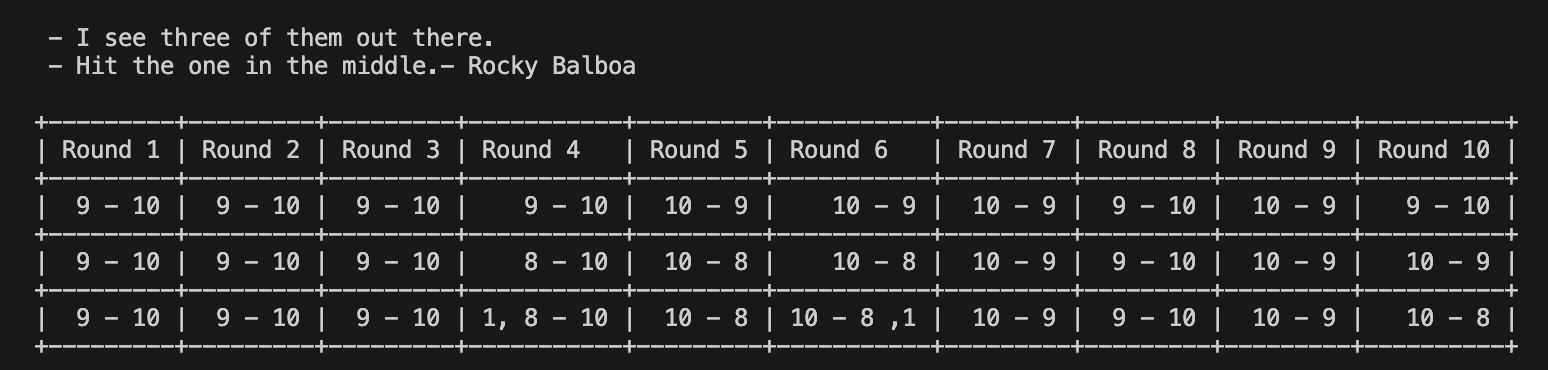 - I see three of them out there.
- Hit the one in the middle.- Rocky Balboa
+---------+---------+---------+-----------+---------+-----------+---------+---------+---------+----------+
| Round 1 | Round 2 | Round 3 | Round 4   | Round 5 | Round 6   | Round 7 | Round 8 | Round 9 | Round 10 |
+---------+---------+---------+-----------+---------+-----------+---------+---------+---------+----------+
|  9 - 10 |  9 - 10 |  9 - 10 |    9 - 10 |  10 - 9 |    10 - 9 |  10 - 9 |  9 - 10 |  10 - 9 |   9 - 10 |
+---------+---------+---------+-----------+---------+-----------+---------+---------+---------+----------+
|  9 - 10 |  9 - 10 |  9 - 10 |    8 - 10 |  10 - 8 |    10 - 8 |  10 - 9 |  9 - 10 |  10 - 9 |   10 - 9 |
+---------+---------+---------+-----------+---------+-----------+---------+---------+---------+----------+
|  9 - 10 |  9 - 10 |  9 - 10 | 1, 8 - 10 |  10 - 8 | 10 - 8 ,1 |  10 - 9 |  9 - 10 |  10 - 9 |   10 - 8 |
+---------+---------+---------+-----------+---------+-----------+---------+---------+---------+----------+